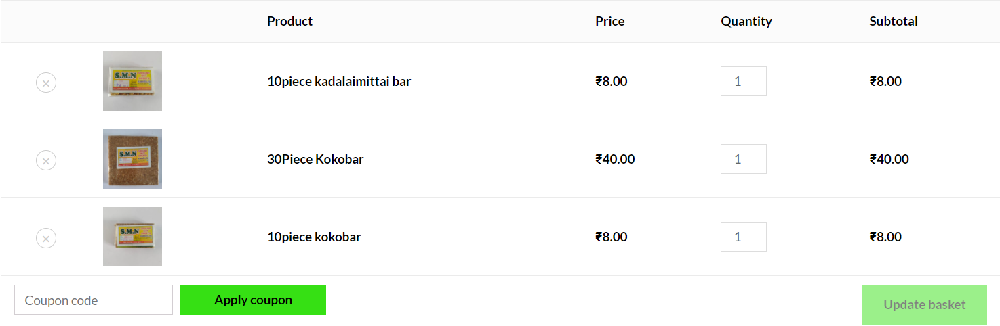 Product Price Quantity Subtotal
S.M.N
10piece kadalaimittai bar ₹8.00 1 ₹8.00
S.M.N
30Piece Kokobar ₹40.00 1 ₹40.00
S.M.N
10piece kokobar ₹8.00 1 ₹8.00
Coupon code Apply coupon Update basket